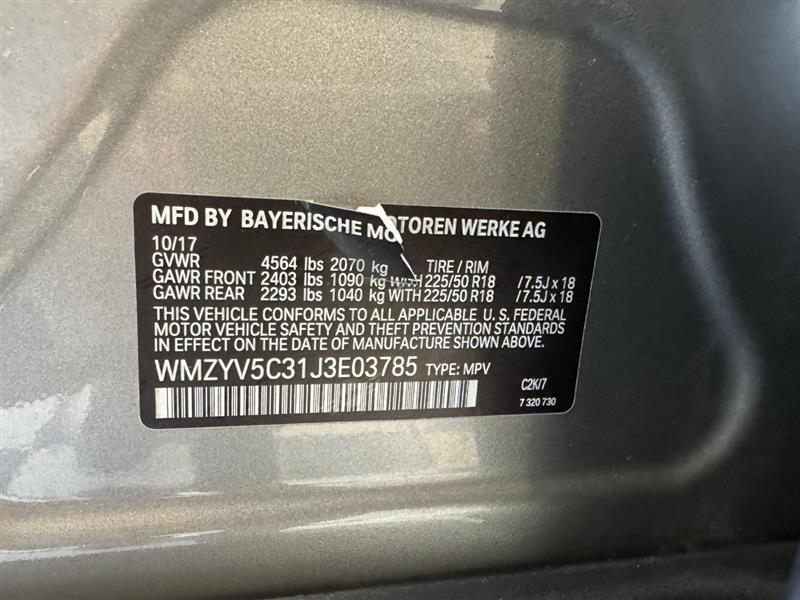 MFD BY BAYERISCHE MOTOREN WERKE AG
10/17
GVWR 4564 lbs 2070 kg TIRE / RIM
GAWR FRONT 2403 lbs 1090 kg WITH 225/50 R18 /7.5J x 18
GAWR REAR 2293 lbs 1040 kg WITH 225/50 R18 /7.5J x 18
THIS VEHICLE CONFORMS TO ALL APPLICABLE U.S. FEDERAL
MOTOR VEHICLE SAFETY AND THEFT PREVENTION STANDARDS
IN EFFECT ON THE DATE OF MANUFACTURE SHOWN ABOVE.
WMZYV5C31J3E03785 TYPE: MPV
C2K/7
7 320 730